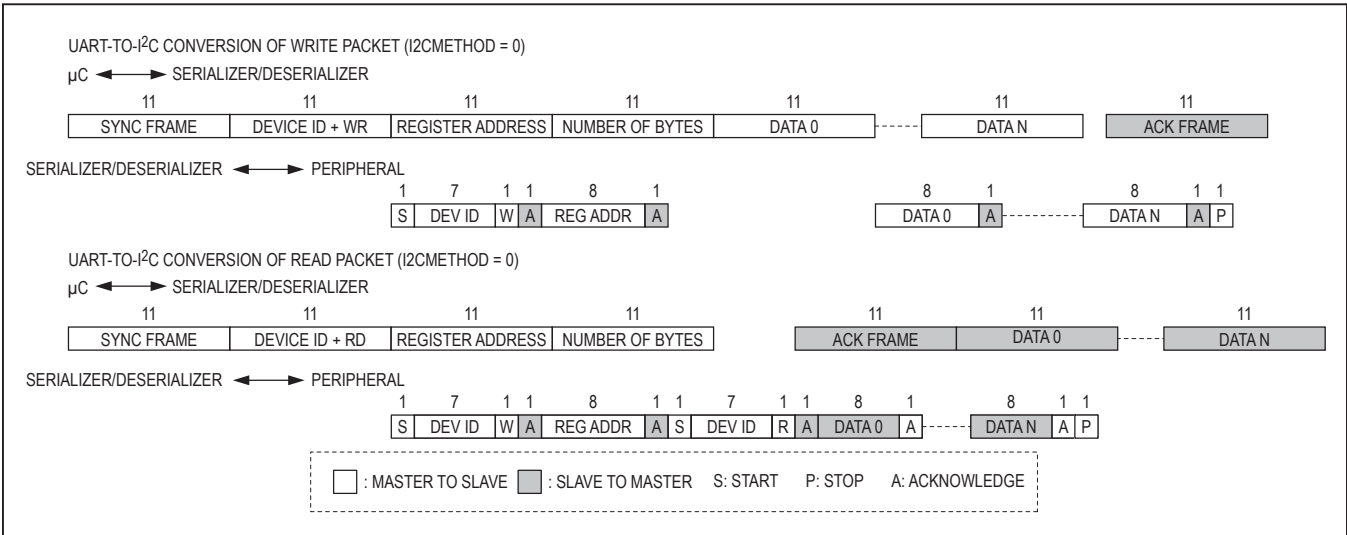 UART-TO-I2C CONVERSION OF WRITE PACKET (I2CMETHOD = 0)
µC SERIALIZER/DESERIALIZER
11 11 11 11 11 11 11
SYNC FRAME DEVICE ID + WR REGISTER ADDRESS NUMBER OF BYTES DATA 0 DATA N ACK FRAME
SERIALIZER/DESERIALIZER PERIPHERAL
1 7 1 1 8 1 8 1 8 1 1
S DEV ID W A REG ADDR A DATA 0 A DATA N A P
UART-TO-I2C CONVERSION OF READ PACKET (I2CMETHOD = 0)
µC SERIALIZER/DESERIALIZER
11 11 11 11 11 11 11
SYNC FRAME DEVICE ID + RD REGISTER ADDRESS NUMBER OF BYTES ACK FRAME DATA 0 DATA N
SERIALIZER/DESERIALIZER PERIPHERAL
1 7 1 1 8 1 1 7 1 1 8 1 8 1 1
S DEV ID W A REG ADDR A S DEV ID R A DATA 0 A DATA N A P
: MASTER TO SLAVE : SLAVE TO MASTER S: START P: STOP A: ACKNOWLEDGE